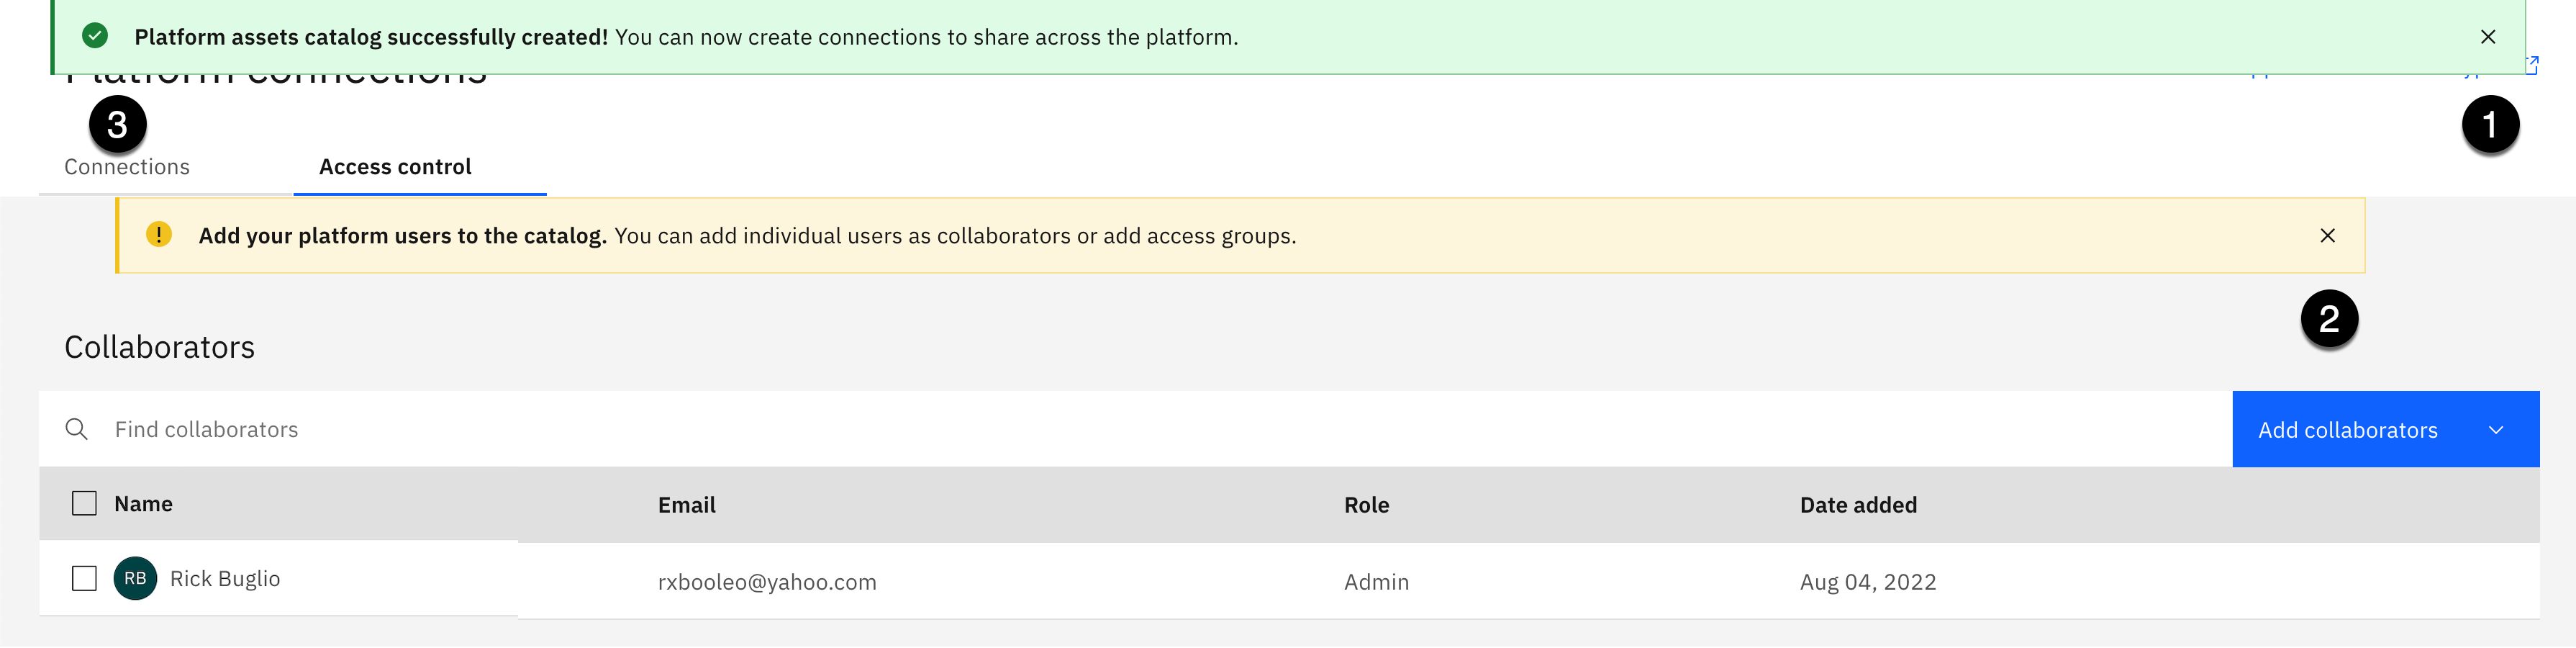 Platform assets catalog successfully created! You can now create connections to share across the platform.
Platform connections
3
1
Connections
Access control
Add your platform users to the catalog. You can add individual users as collaborators or add access groups.
2
Collaborators
Find collaborators
Add collaborators
Name Email Role Date added
RB Rick Buglio rxbooleo@yahoo.com Admin Aug 04, 2022